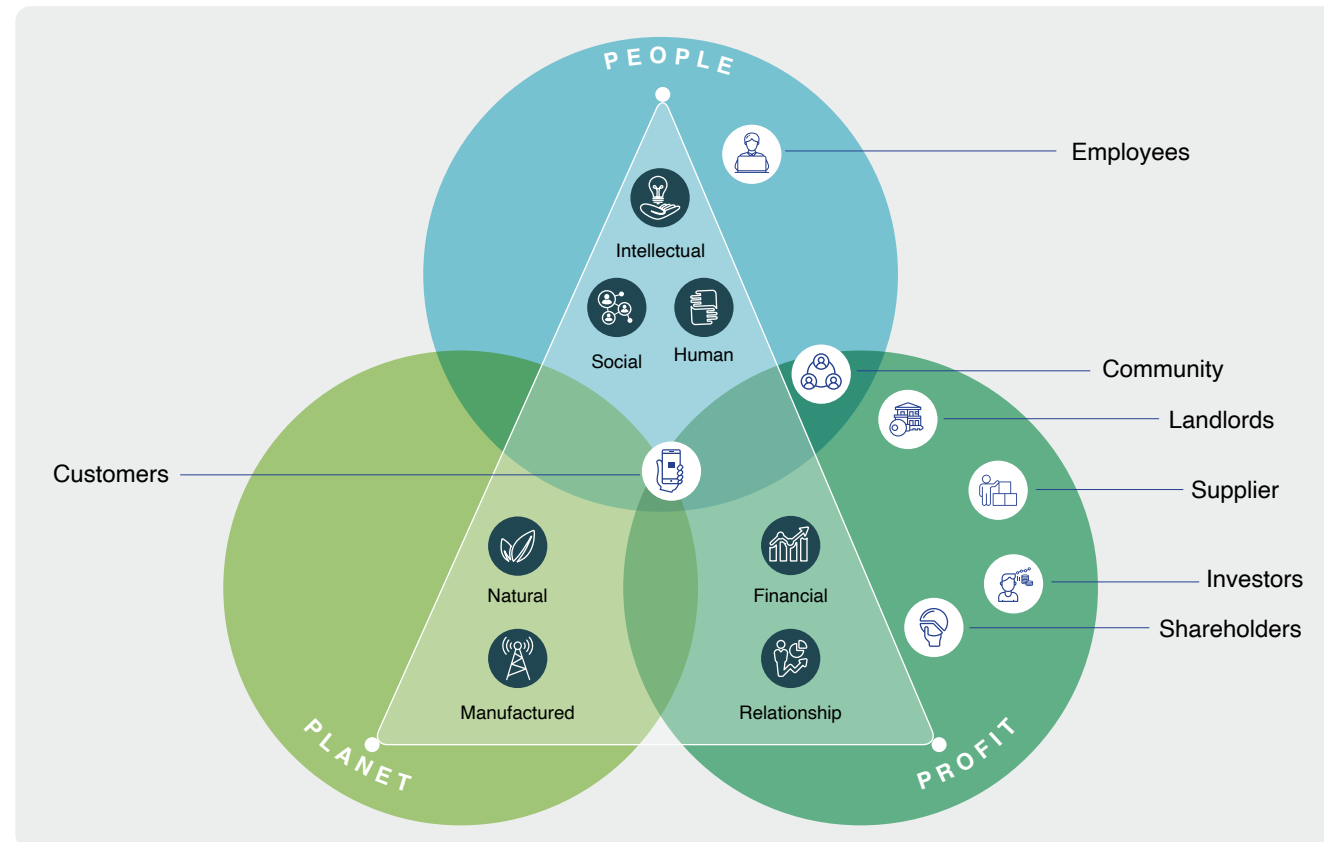 PEOPLE
Employees
Intellectual
Social
Human
Community
Landlords
Customers
Supplier
Natural
Financial
Investors
Shareholders
Manufactured
Relationship
PLANET
PROFIT